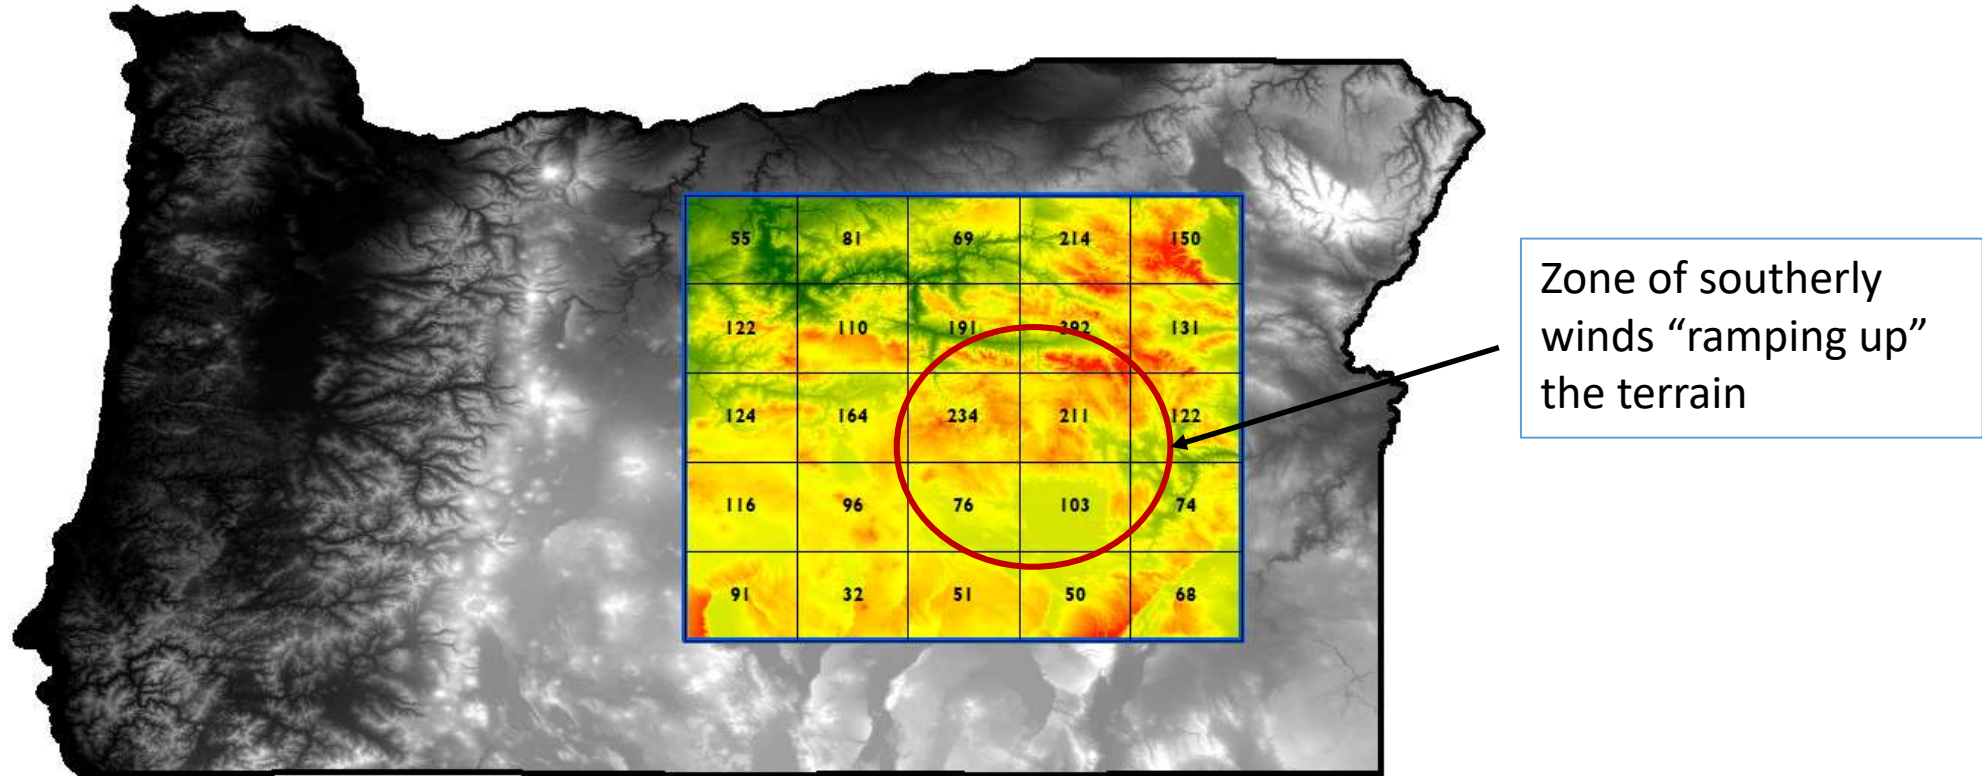 55 81 69 214 150
122 110 191 392 131
124 164 234 211 122
116 96 76 103 74
91 32 51 50 68
Zone of southerly
winds “ramping up”
the terrain